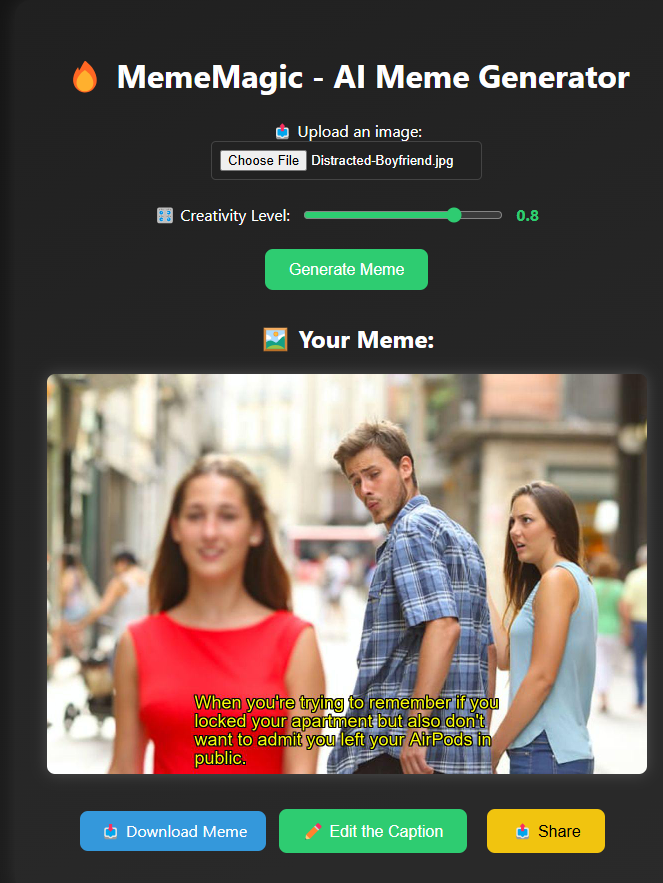 🔥 MemeMagic - AI Meme Generator
📤 Upload an image:
Choose File Distracted-Boyfriend.jpg
🎛️ Creativity Level: 0.8
Generate Meme
🖼️ Your Meme:
When you're trying to remember if you
locked your apartment but also don't
want to admit you left your AirPods in
public.
📥 Download Meme ✏️ Edit the Caption 📤 Share